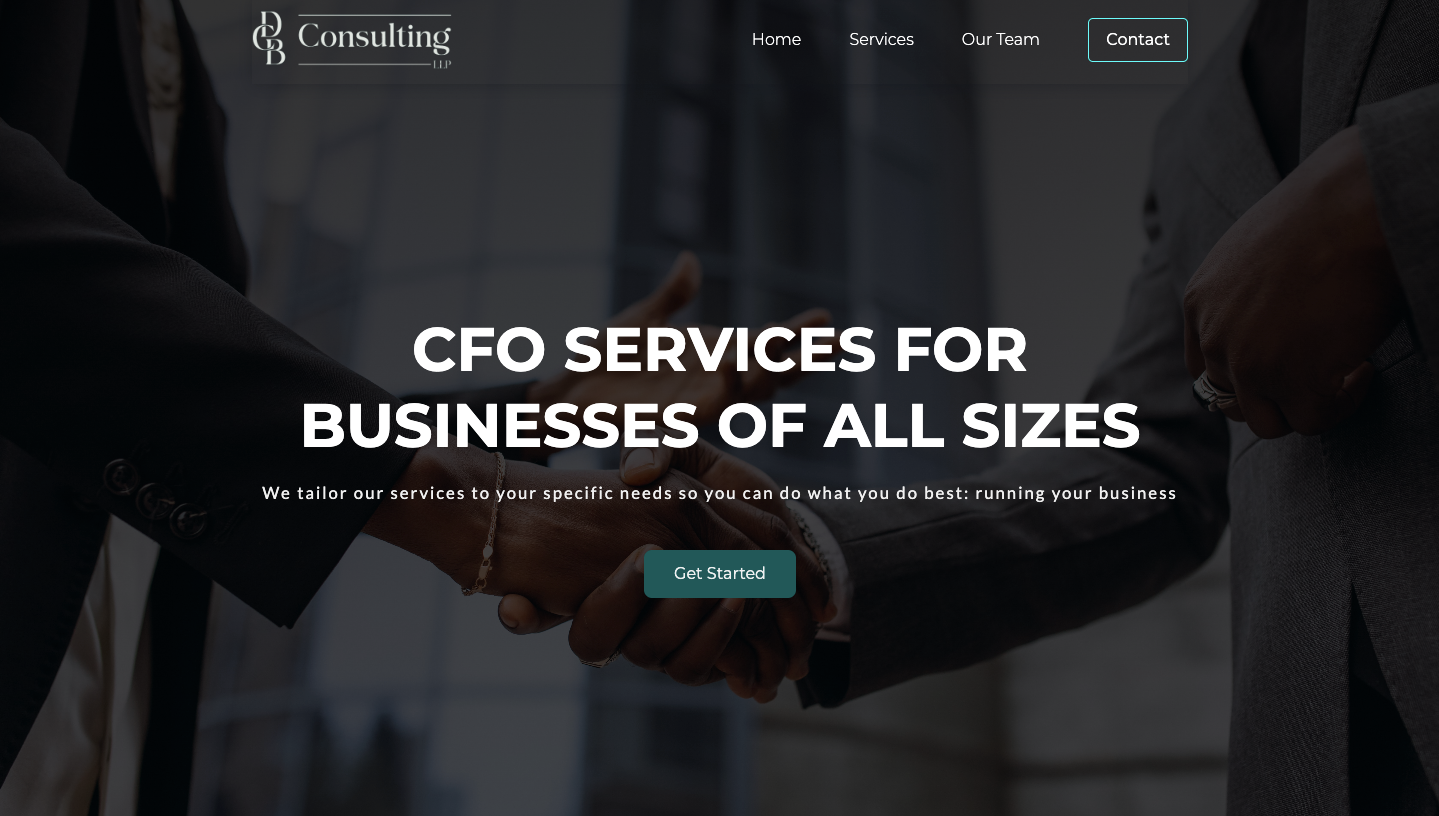 DCB Consulting
LLP
Home Services Our Team Contact
CFO SERVICES FOR
BUSINESSES OF ALL SIZES
We tailor our services to your specific needs so you can do what you do best: running your business
Get Started